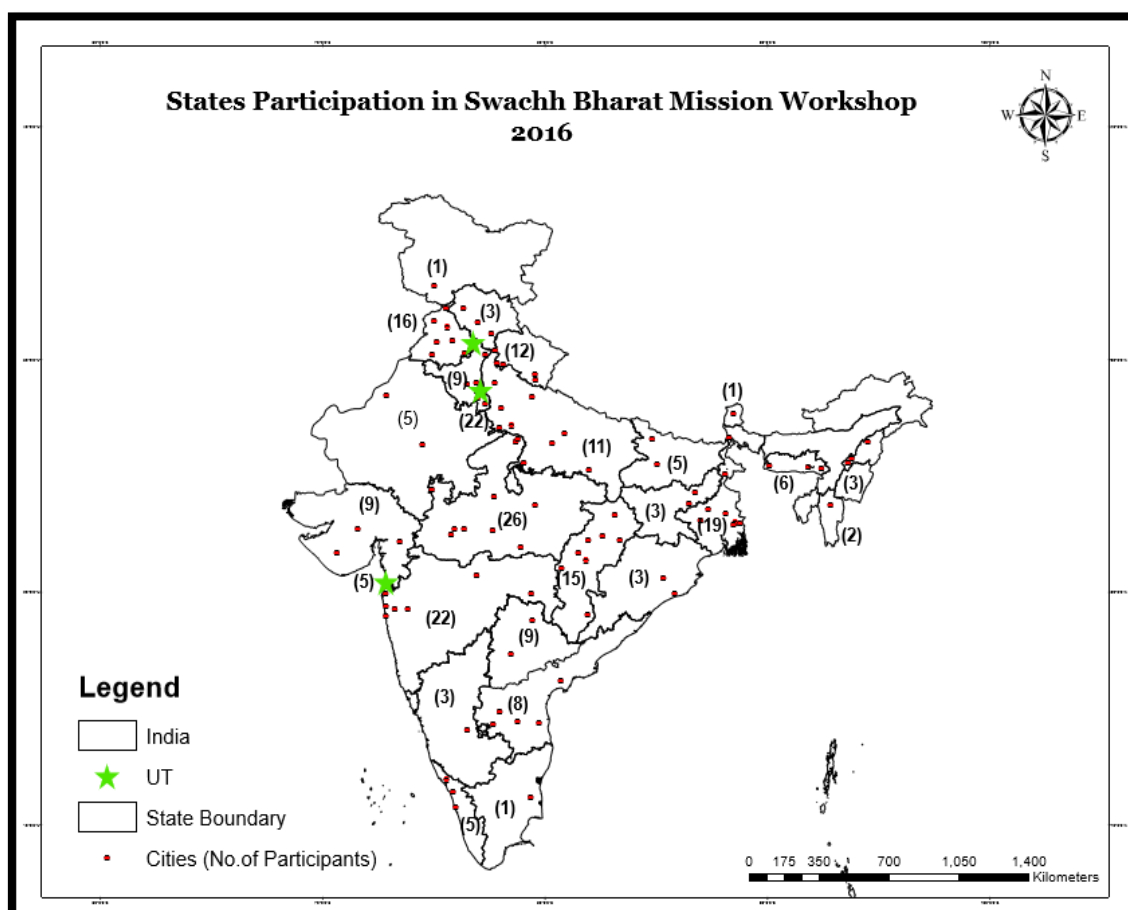 States Participation in Swachh Bharat Mission Workshop
2016
N
W E
S
(1)
(3)
(16)
(12)
(9)
(1)
(22)
(5)
(11)
(5)
(6)
(3)
(9)
(26)
(3)
(19)
(2)
(5)
(15)
(3)
(22)
(9)
(3)
(8)
(1)
(5)
Legend
India
UT
State Boundary
Cities (No.of Participants)
0 175 350 700 1,050 1,400
Kilometers